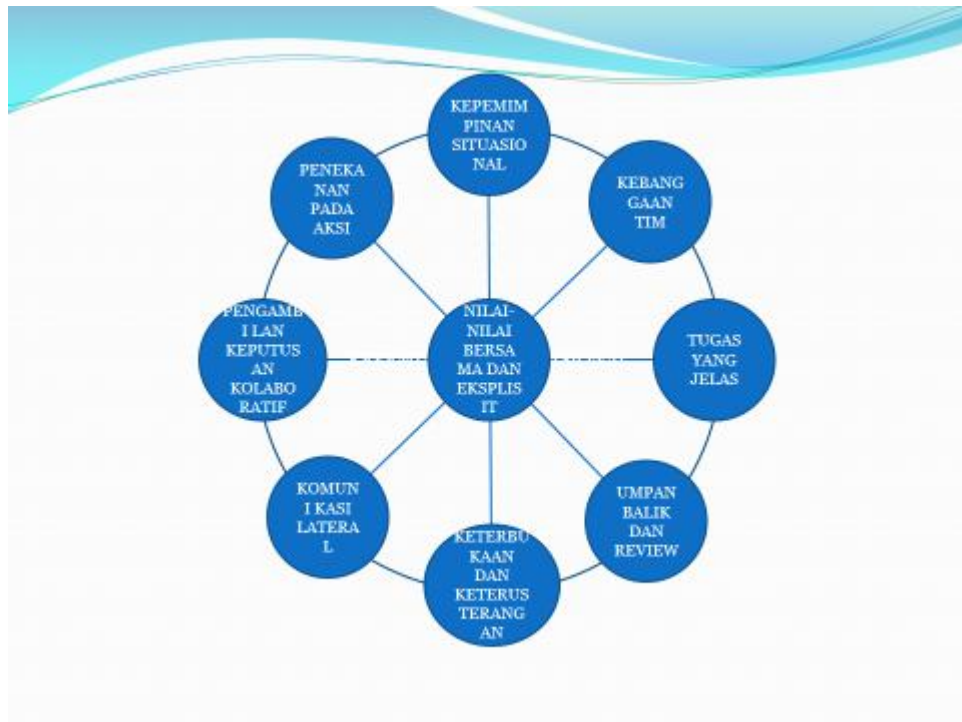 KEPEMIM
PINAN
SITUASIO
NAL
KEBANG
GAAN
TIM
TUGAS
YANG
JELAS
UMPAN
BALIK
DAN
REVIEW
KETERBU
KAAN
DAN
KETERUS
TERANG
AN
KOMUN
I KASI
LATERA
L
PENGAMB
I LAN
KEPUTUS
AN
KOLABO
RATIF
PENEKA
NAN
PADA
AKSI
NILAI-
NILAI
BERSA
MA DAN
EKSPLIS
IT